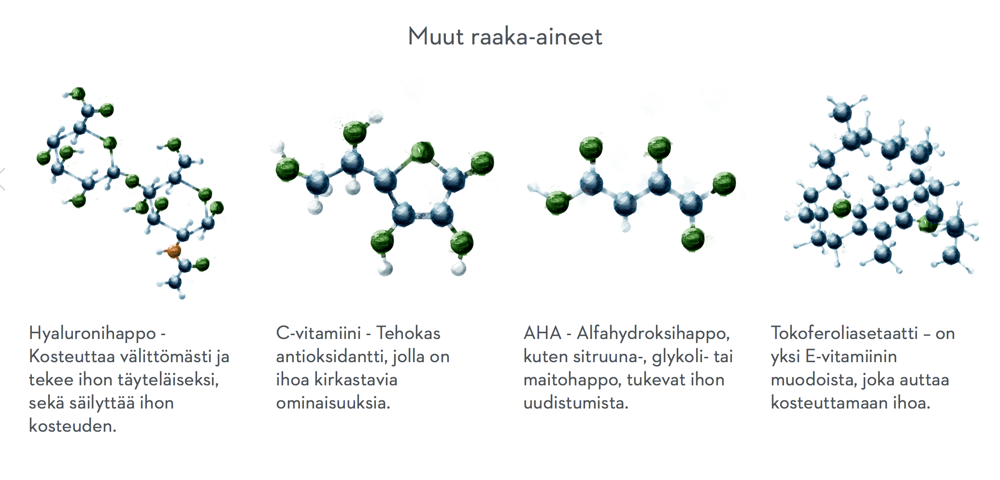 Muut raaka-aineet
Hyaluronihappo -
Kosteuttaa välittömästi ja
tekee ihon täyteläiseksi,
sekä säilyttää ihon
kosteuden.
C-vitamiini - Tehokas
antioksidantti, jolla on
ihoa kirkastavia
ominaisuuksia.
AHA - Alfahydroksihappo,
kuten sitruuna-, glykoli- tai
maitohappo, tukevat ihon
uudistumista.
Tokoferoliasetaatti – on
yksi E-vitamiinin
muodoista, joka auttaa
kosteuttamaan ihoa.